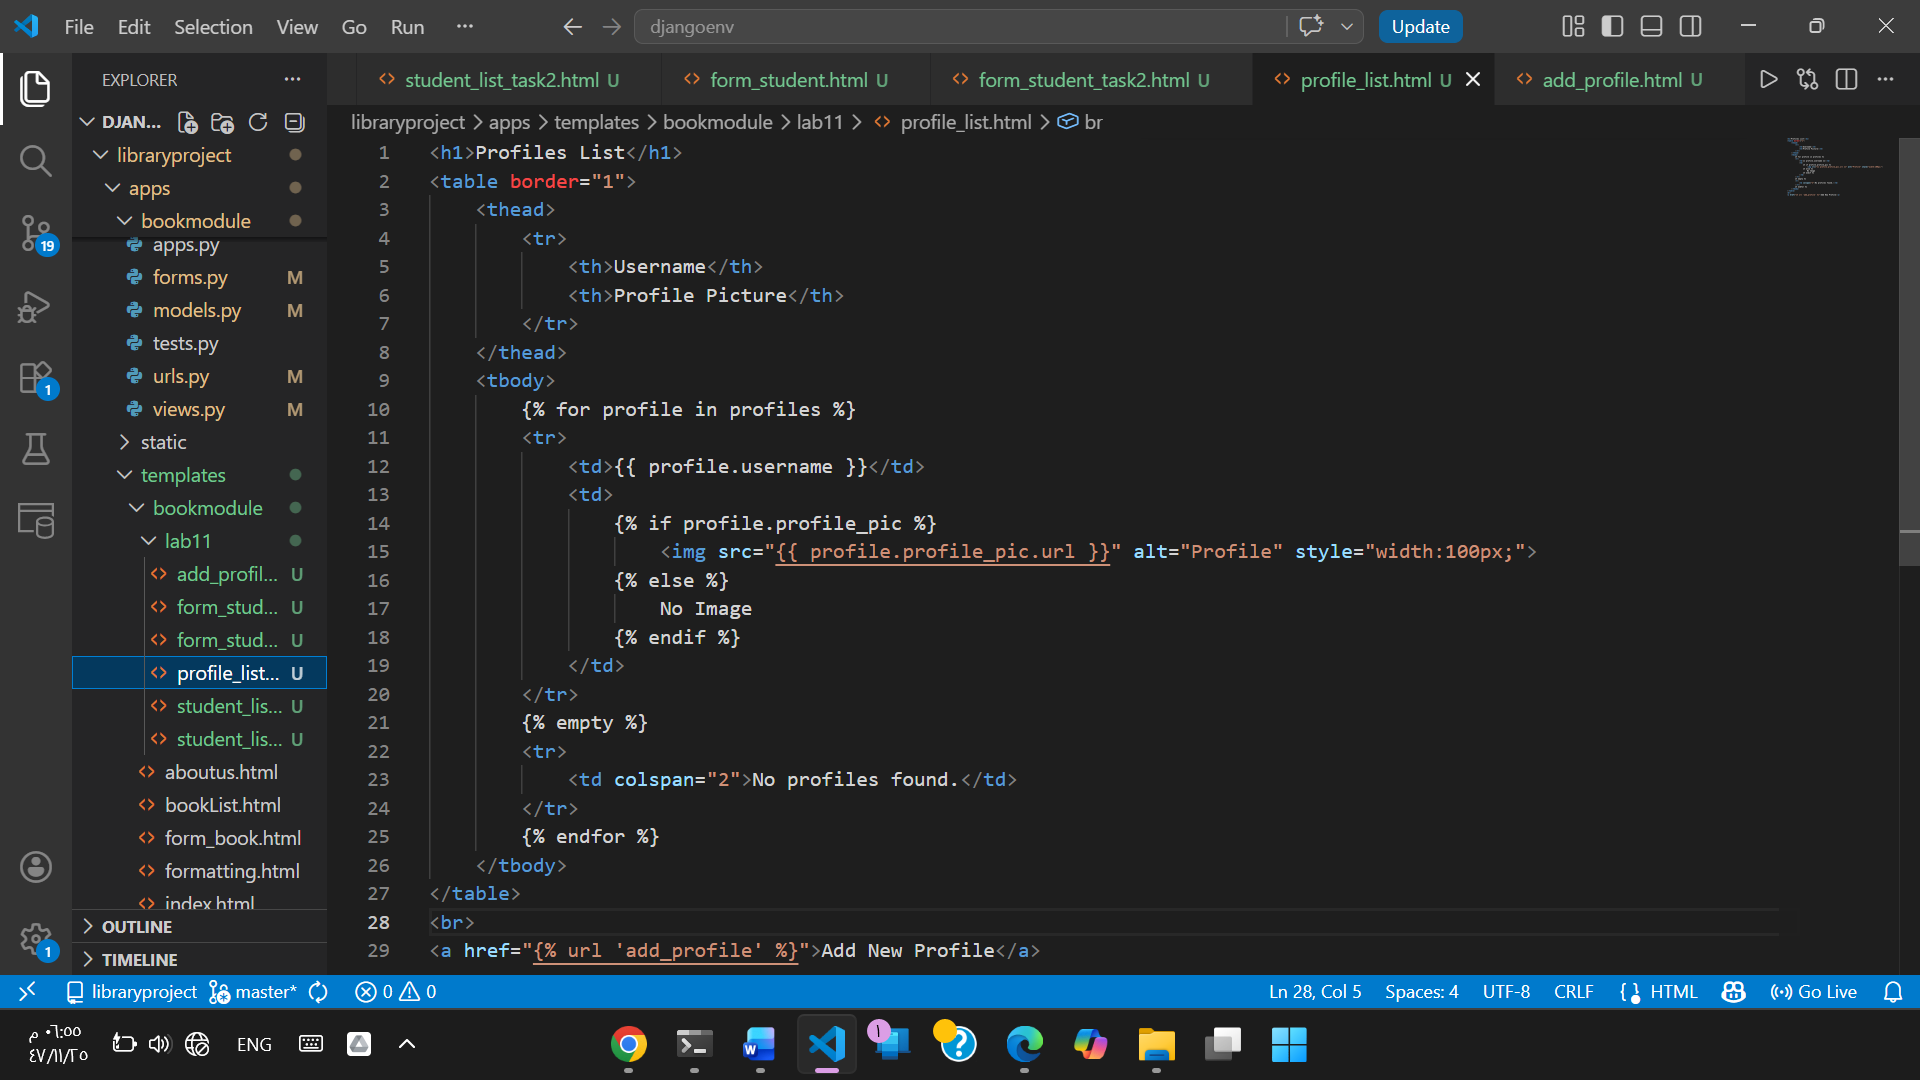 File Edit Selection View Go Run ···
djangoenv
Update
EXPLORER ···
student_list_task2.html U
form_student.html U
form_student_task2.html U
profile_list.html U
add_profile.html U
libraryproject > apps > templates > bookmodule > lab11 > profile_list.html > br
DJAN...
libraryproject
apps
bookmodule
apps.py
forms.py M
models.py M
tests.py
urls.py M
views.py M
static
templates
bookmodule
lab11
add_profil... U
form_stud... U
form_stud... U
profile_list... U
student_lis... U
student_lis... U
aboutus.html
bookList.html
form_book.html
formatting.html
index.html
OUTLINE
TIMELINE
19
1
1
1 <h1>Profiles List</h1>
2 <table border="1">
3 <thead>
4 <tr>
5 <th>Username</th>
6 <th>Profile Picture</th>
7 </tr>
8 </thead>
9 <tbody>
10 {% for profile in profiles %}
11 <tr>
12 <td>{{ profile.username }}</td>
13 <td>
14 {% if profile.profile_pic %}
15 <img src="{{ profile.profile_pic.url }}" alt="Profile" style="width:100px;">
16 {% else %}
17 No Image
18 {% endif %}
19 </td>
20 </tr>
21 {% empty %}
22 <tr>
23 <td colspan="2">No profiles found.</td>
24 </tr>
25 {% endfor %}
26 </tbody>
27 </table>
28 <br>
29 <a href="{% url 'add_profile' %}">Add New Profile</a>
libraryproject master* 0 0
Ln 28, Col 5 Spaces: 4 UTF-8 CRLF { } HTML Go Live
٠٦:٥٥ م
٤٧/١١/٢٥
ENG
١